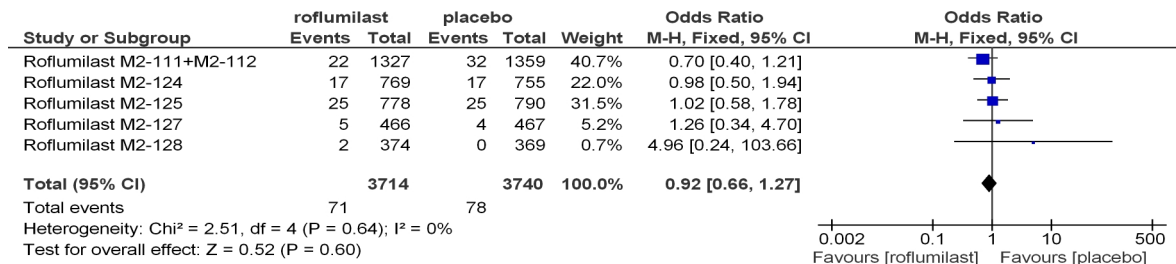 roflumilast placebo Odds Ratio Odds Ratio
Study or Subgroup Events Total Events Total Weight M-H, Fixed, 95% CI M-H, Fixed, 95% CI
Roflumilast M2-111+M2-112 22 1327 32 1359 40.7% 0.70 [0.40, 1.21]
Roflumilast M2-124 17 769 17 755 22.0% 0.98 [0.50, 1.94]
Roflumilast M2-125 25 778 25 790 31.5% 1.02 [0.58, 1.78]
Roflumilast M2-127 5 466 4 467 5.2% 1.26 [0.34, 4.70]
Roflumilast M2-128 2 374 0 369 0.7% 4.96 [0.24, 103.66]
Total (95% CI) 3714 3740 100.0% 0.92 [0.66, 1.27]
Total events 71 78
Heterogeneity: Chi² = 2.51, df = 4 (P = 0.64); I² = 0%
Test for overall effect: Z = 0.52 (P = 0.60)
0.002 0.1 1 10 500
Favours [roflumilast] Favours [placebo]